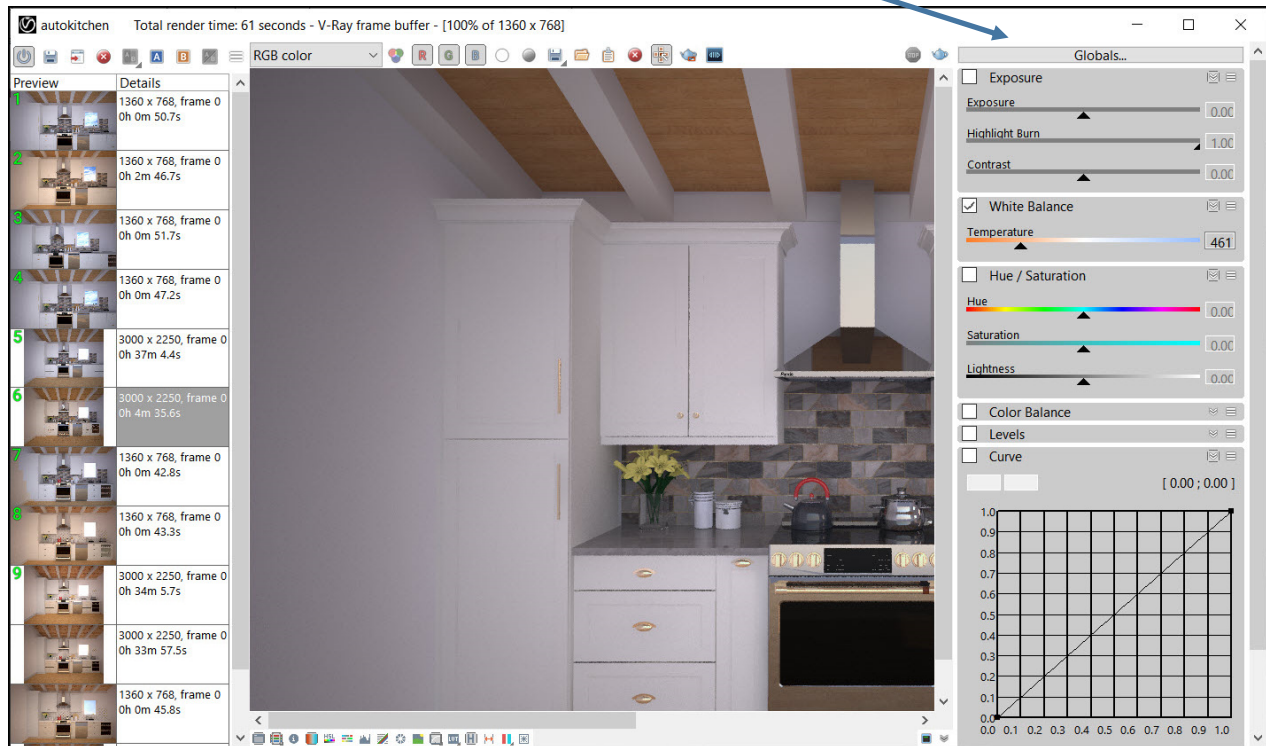 autokitchen Total render time: 61 seconds - V-Ray frame buffer - [100% of 1360 x 768]
RGB color
R G B
A B
Globals...
Preview Details
1
1360 x 768, frame 0
0h 0m 50.7s
2
1360 x 768, frame 0
0h 2m 46.7s
3
1360 x 768, frame 0
0h 0m 51.7s
4
1360 x 768, frame 0
0h 0m 47.2s
5
3000 x 2250, frame 0
0h 37m 4.4s
6
3000 x 2250, frame 0
0h 4m 35.6s
7
1360 x 768, frame 0
0h 0m 42.8s
8
1360 x 768, frame 0
0h 0m 43.3s
9
3000 x 2250, frame 0
0h 34m 5.7s
3000 x 2250, frame 0
0h 33m 57.5s
1360 x 768, frame 0
0h 0m 45.8s
Exposure
Exposure
0.00
Highlight Burn
1.00
Contrast
0.00
White Balance
Temperature
461
Hue / Saturation
Hue
0.00
Saturation
0.00
Lightness
0.00
Color Balance
Levels
Curve
[ 0.00 ; 0.00 ]
1.0
0.9
0.8
0.7
0.6
0.5
0.4
0.3
0.2
0.1
0.0
0.0 0.1 0.2 0.3 0.4 0.5 0.6 0.7 0.8 0.9 1.0